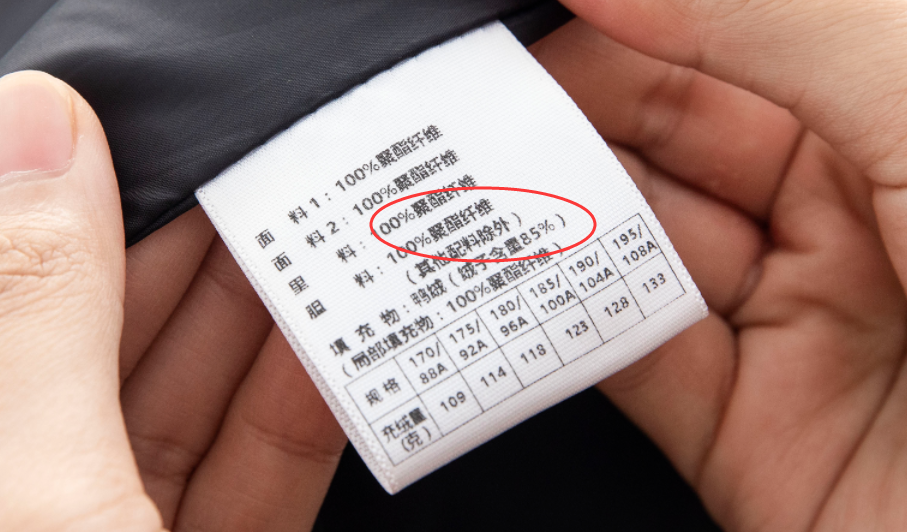 面 料1：100%聚酯纤维
面 料2：100%聚酯纤维
里 料：100%聚酯纤维
胆 料：100%聚酯纤维
（其他配料除外）
填 充 物：鸭绒（绒子含量85%）
（局部填充物：100%聚酯纤维）
规格 170/88A 175/92A 180/96A 185/100A 190/104A 195/108A
充绒量(克) 109 114 118 123 128 133